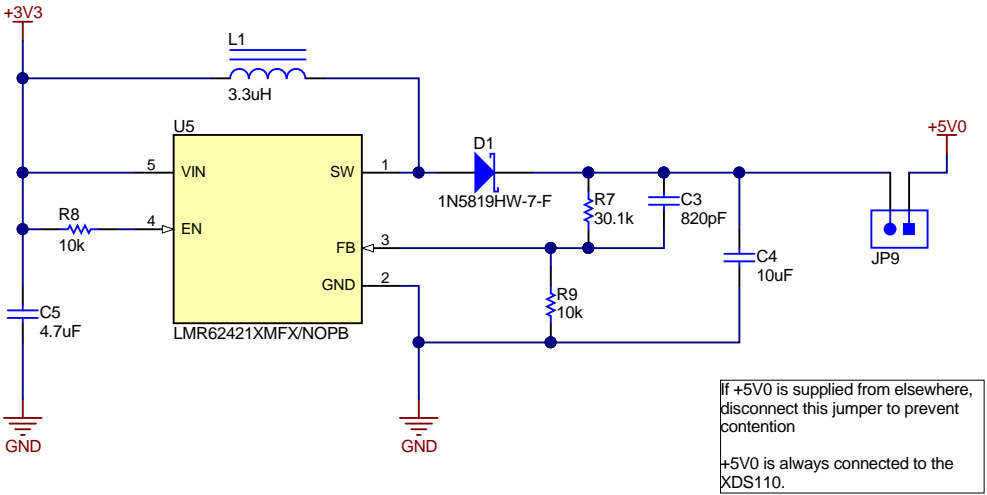 +3V3
L1
3.3uH
U5
5
VIN
SW
1
D1
1N5819HW-7-F
+5V0
R8
10k
4
EN
FB
3
R7
30.1k
C3
820pF
JP9
GND
2
R9
10k
C4
10uF
C5
4.7uF
LMR62421XMFX/NOPB
GND
GND
If +5V0 is supplied from elsewhere,
disconnect this jumper to prevent
contention
+5V0 is always connected to the
XDS110.